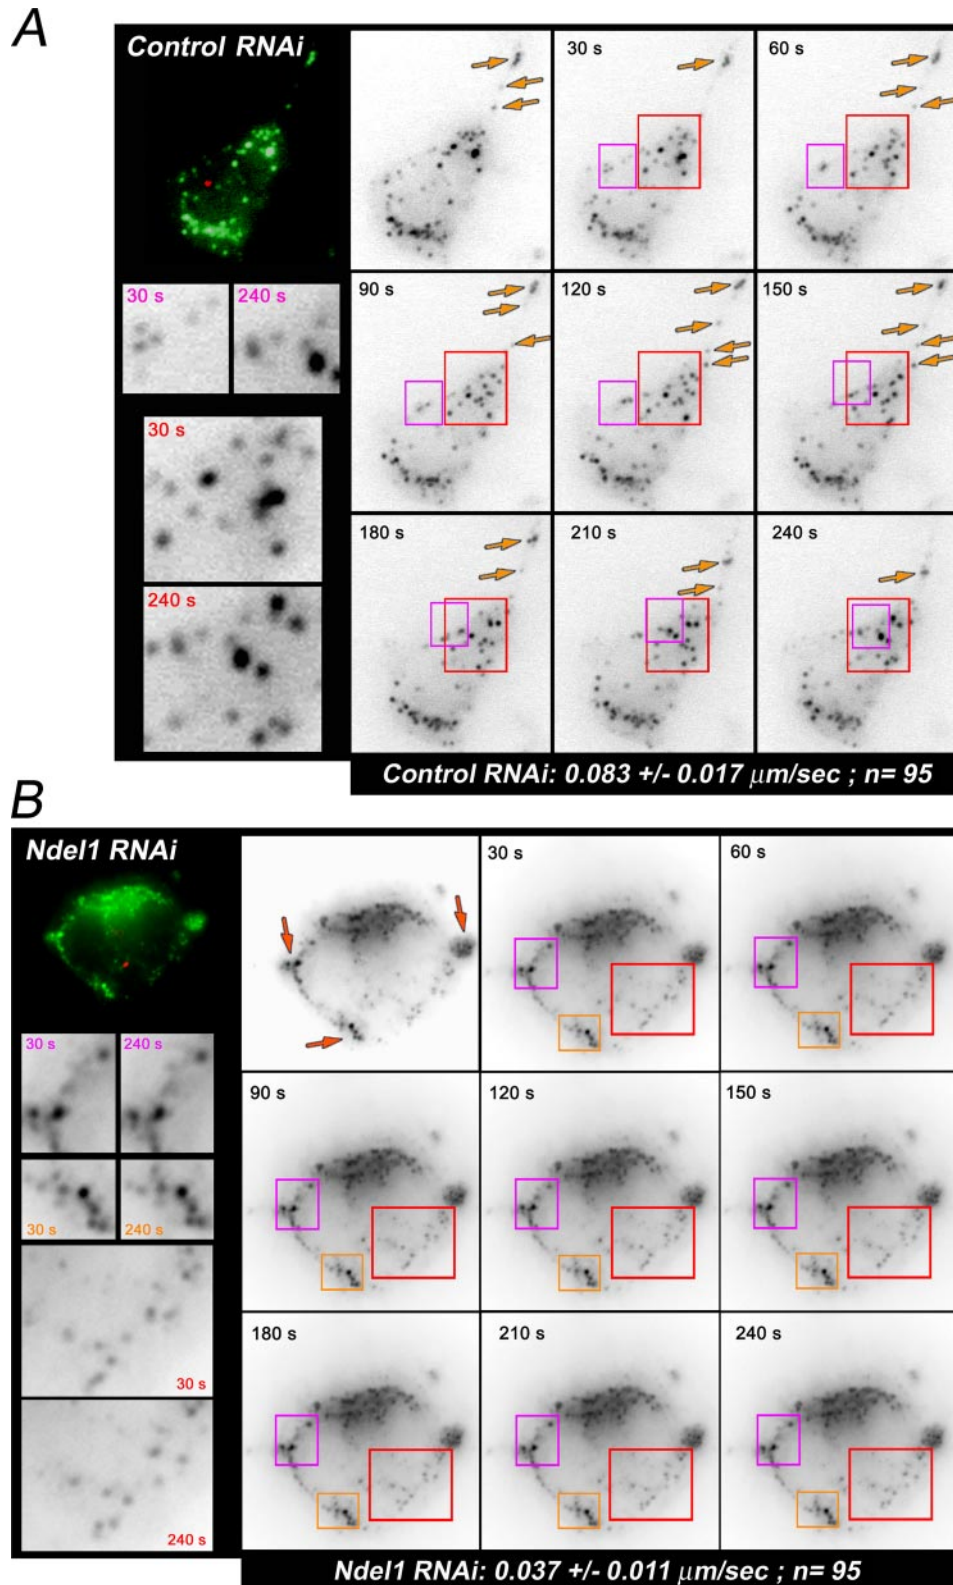 A
Control RNAi
30 s
60 s
30 s
240 s
90 s
120 s
150 s
30 s
240 s
180 s
210 s
240 s
Control RNAi: 0.083 +/- 0.017 μm/sec ; n= 95
B
Ndel1 RNAi
30 s
60 s
30 s
240 s
90 s
120 s
150 s
30 s
240 s
30 s
180 s
210 s
240 s
240 s
Ndel1 RNAi: 0.037 +/- 0.011 μm/sec ; n= 95